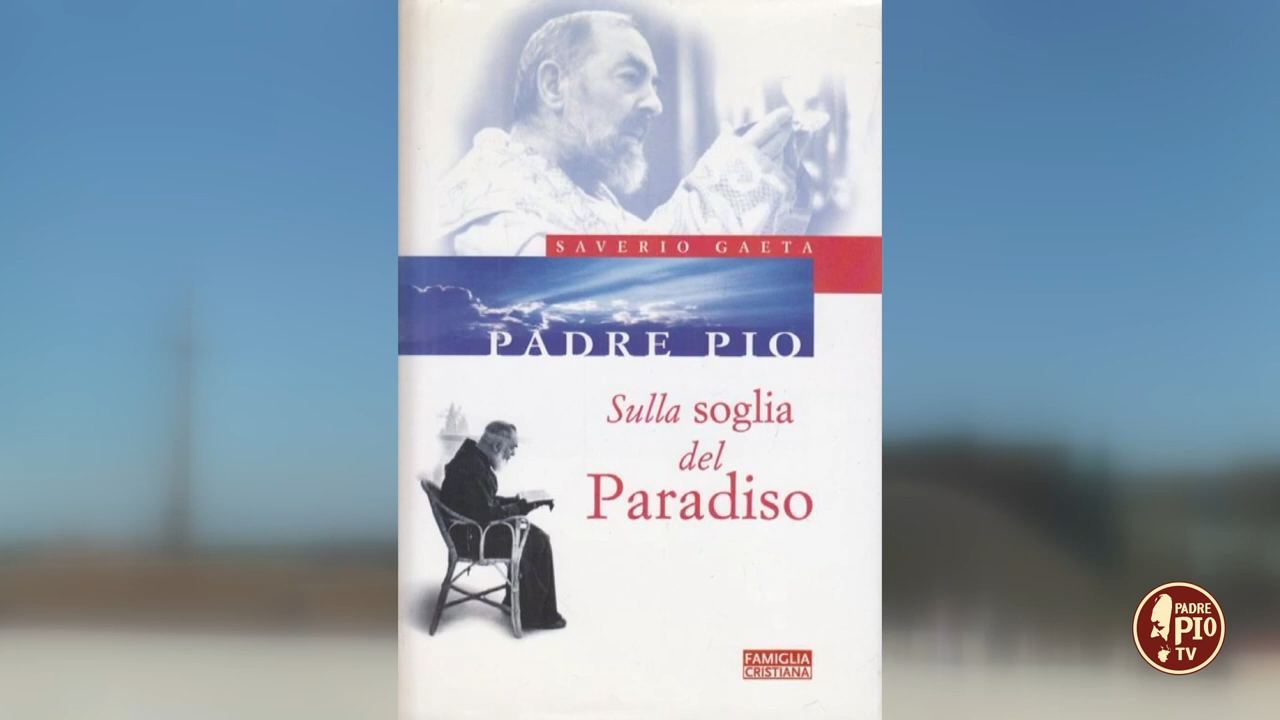 SAVERIO GAETA
PADRE PIO
Sulla soglia
del
Paradiso
FAMIGLIA
CRISTIANA
PADRE
PIO
TV